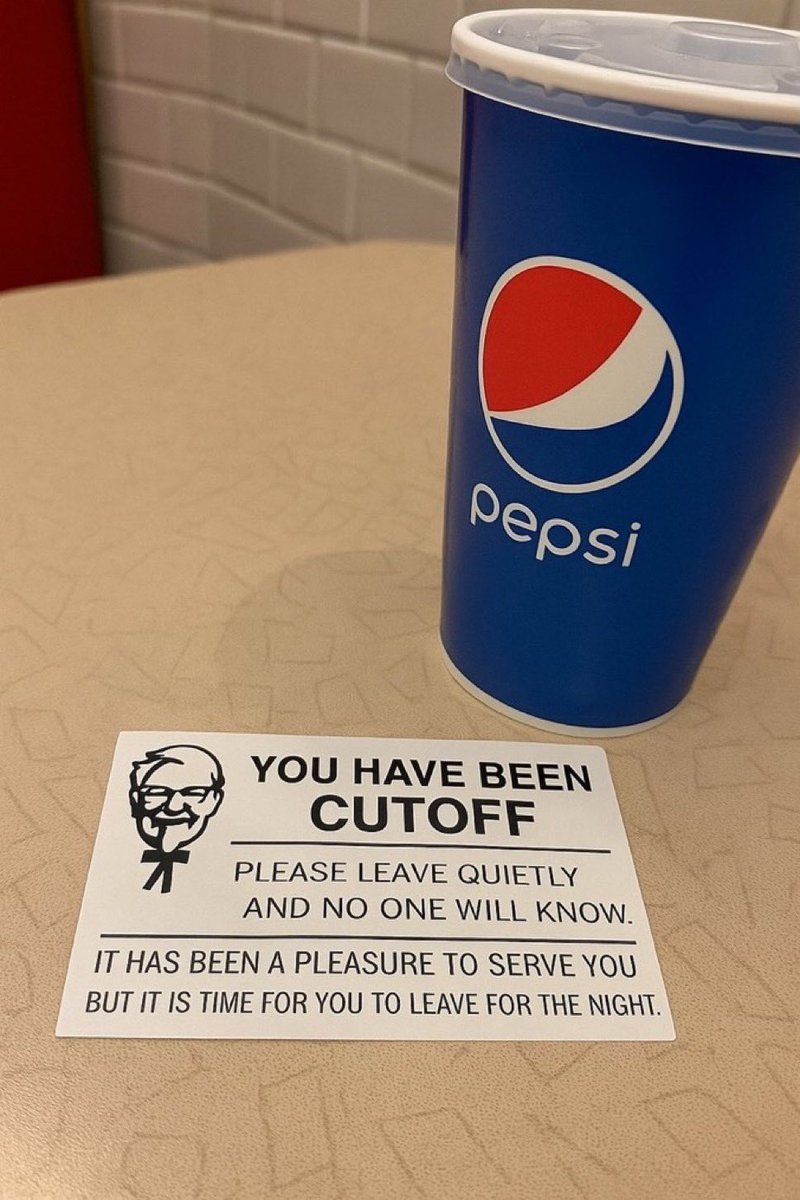 pepsi
YOU HAVE BEEN
CUTOFF
PLEASE LEAVE QUIETLY
AND NO ONE WILL KNOW.
IT HAS BEEN A PLEASURE TO SERVE YOU
BUT IT IS TIME FOR YOU TO LEAVE FOR THE NIGHT.